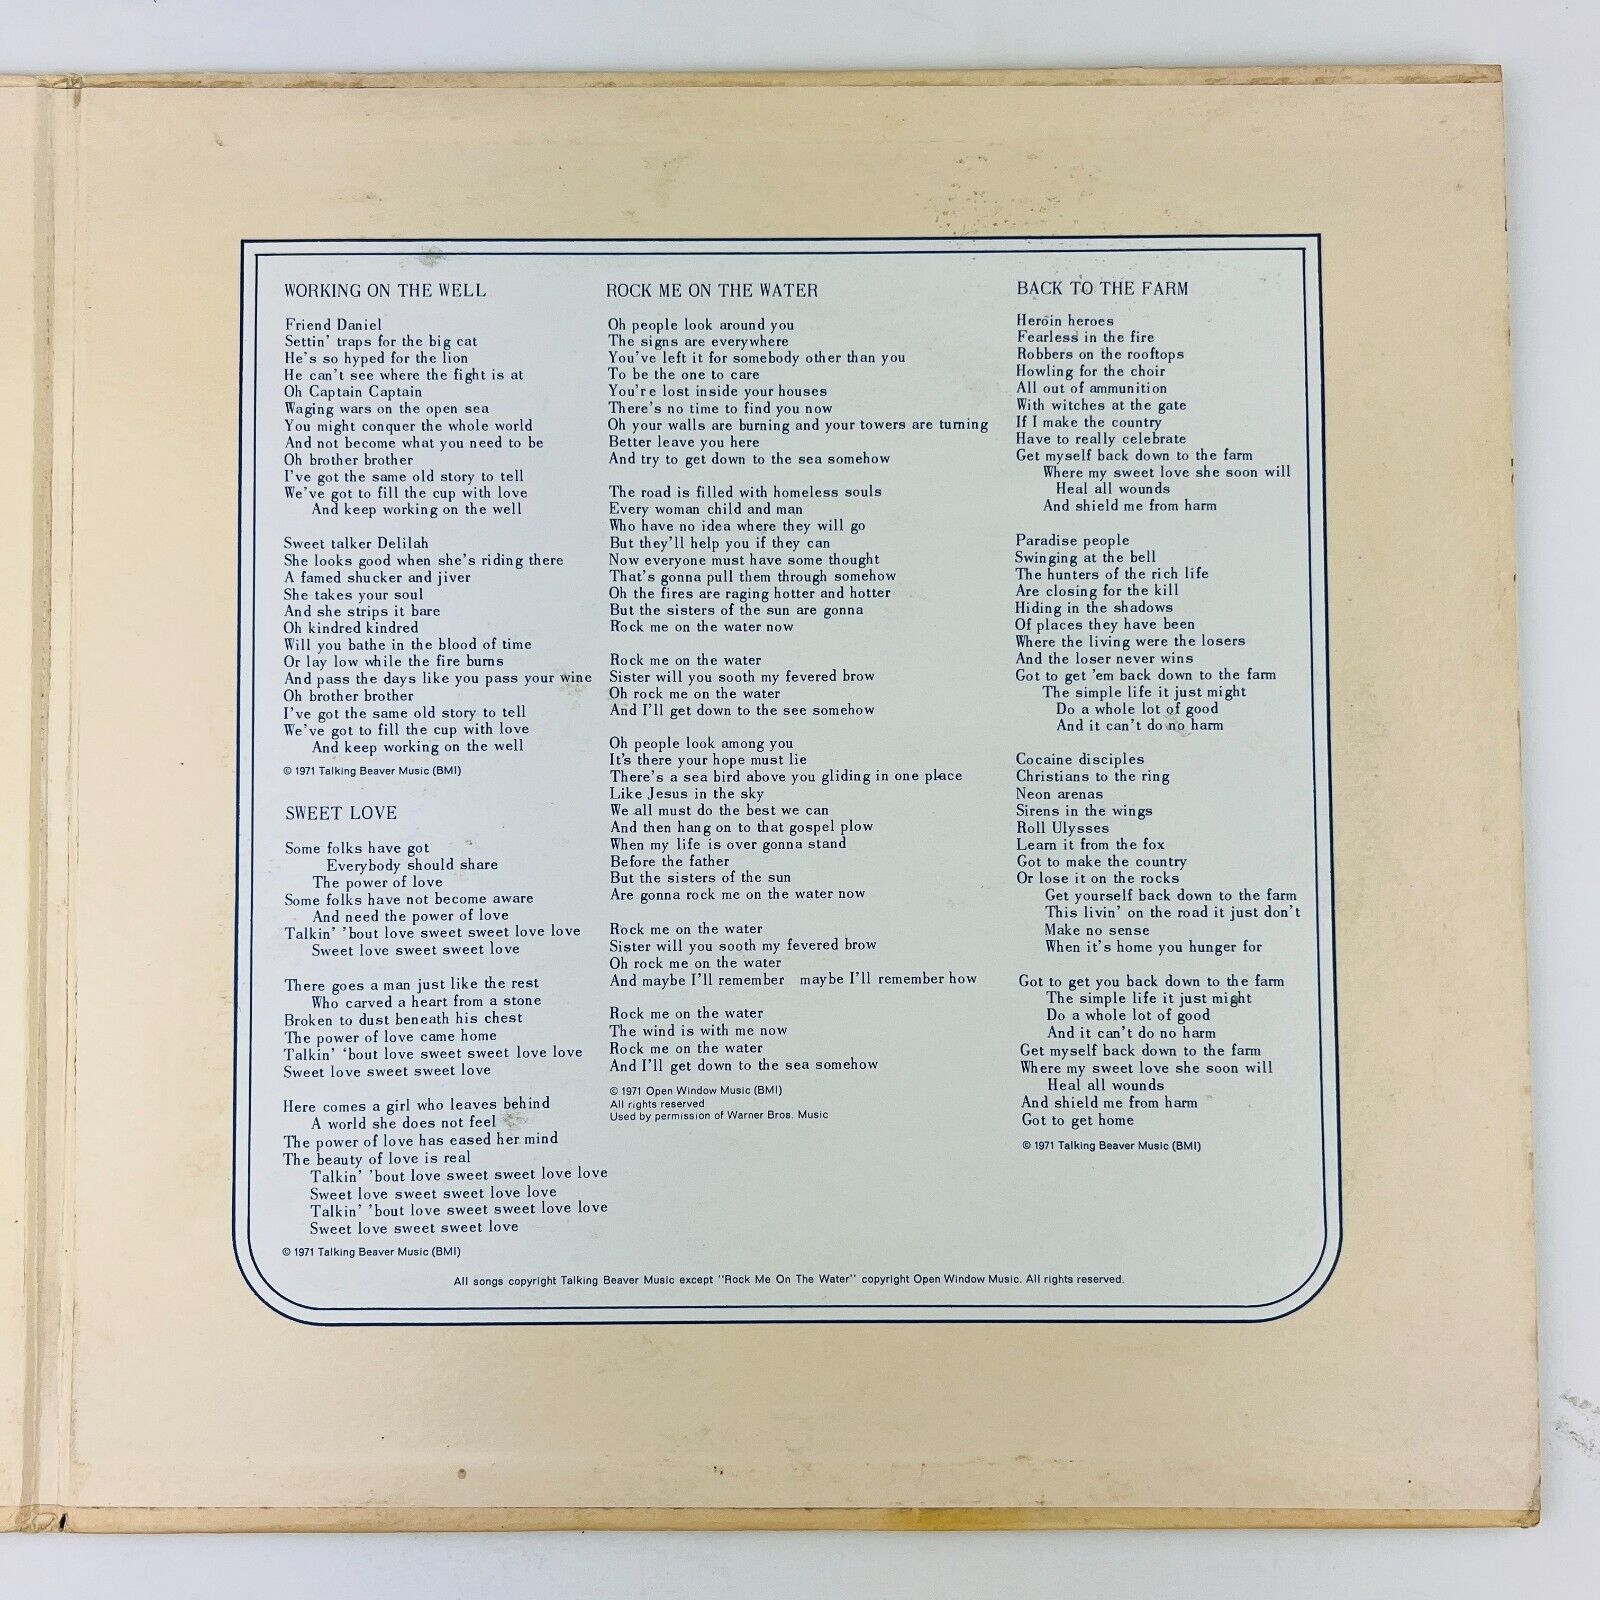 WORKING ON THE WELL
Friend Daniel
Settin' traps for the big cat
He's so hyped for the lion
He can't see where the fight is at
Oh Captain Captain
Waging wars on the open sea
You might conquer the whole world
And not become what you need to be
Oh brother brother
I've got the same old story to tell
We've got to fill the cup with love
And keep working on the well
Sweet talker Delilah
She looks good when she's riding there
A famed shucker and jiver
She takes your soul
And she strips it bare
Oh kindred kindred
Will you bathe in the blood of time
Or lay low while the fire burns
And pass the days like you pass your wine
Oh brother brother
I've got the same old story to tell
We've got to fill the cup with love
And keep working on the well
© 1971 Talking Beaver Music (BMI)
SWEET LOVE
Some folks have got
Everybody should share
The power of love
Some folks have not become aware
And need the power of love
Talkin' 'bout love sweet sweet love love
Sweet love sweet sweet love
There goes a man just like the rest
Who carved a heart from a stone
Broken to dust beneath his chest
The power of love came home
Talkin' 'bout love sweet sweet love love
Sweet love sweet sweet love
Here comes a girl who leaves behind
A world she does not feel
The power of love has eased her mind
The beauty of love is real
Talkin' 'bout love sweet sweet love love
Sweet love sweet sweet love love
Talkin' 'bout love sweet sweet love love
Sweet love sweet sweet love
© 1971 Talking Beaver Music (BMI)
ROCK ME ON THE WATER
Oh people look around you
The signs are everywhere
You've left it for somebody other than you
To be the one to care
You're lost inside your houses
There's no time to find you now
Oh your walls are burning and your towers are turning
Better leave you here
And try to get down to the sea somehow
The road is filled with homeless souls
Every woman child and man
Who have no idea where they will go
But they'll help you if they can
Now everyone must have some thought
That's gonna pull them through somehow
Oh the fires are raging hotter and hotter
But the sisters of the sun are gonna
Rock me on the water now
Rock me on the water
Sister will you sooth my fevered brow
Oh rock me on the water
And I'll get down to the see somehow
Oh people look among you
It's there your hope must lie
There's a sea bird above you gliding in one place
Like Jesus in the sky
We all must do the best we can
And then hang on to that gospel plow
When my life is over gonna stand
Before the father
But the sisters of the sun
Are gonna rock me on the water now
Rock me on the water
Sister will you sooth my fevered brow
Oh rock me on the water
And maybe I'll remember maybe I'll remember how
Rock me on the water
The wind is with me now
Rock me on the water
And I'll get down to the sea somehow
© 1971 Open Window Music (BMI)
All rights reserved
Used by permission of Warner Bros. Music
BACK TO THE FARM
Heroin heroes
Fearless in the fire
Robbers on the rooftops
Howling for the choir
All out of ammunition
With witches at the gate
If I make the country
Have to really celebrate
Get myself back down to the farm
Where my sweet love she soon will
Heal all wounds
And shield me from harm
Paradise people
Swinging at the bell
The hunters of the rich life
Are closing for the kill
Hiding in the shadows
Of places they have been
Where the living were the losers
And the loser never wins
Got to get 'em back down to the farm
The simple life it just might
Do a whole lot of good
And it can't do no harm
Cocaine disciples
Christians to the ring
Neon arenas
Sirens in the wings
Roll Ulysses
Learn it from the fox
Got to make the country
Or lose it on the rocks
Get yourself back down to the farm
This livin' on the road it just don't
Make no sense
When it's home you hunger for
Got to get you back down to the farm
The simple life it just might
Do a whole lot of good
And it can't do no harm
Get myself back down to the farm
Where my sweet love she soon will
Heal all wounds
And shield me from harm
Got to get home
© 1971 Talking Beaver Music (BMI)
All songs copyright Talking Beaver Music except "Rock Me On The Water" copyright Open Window Music. All rights reserved.